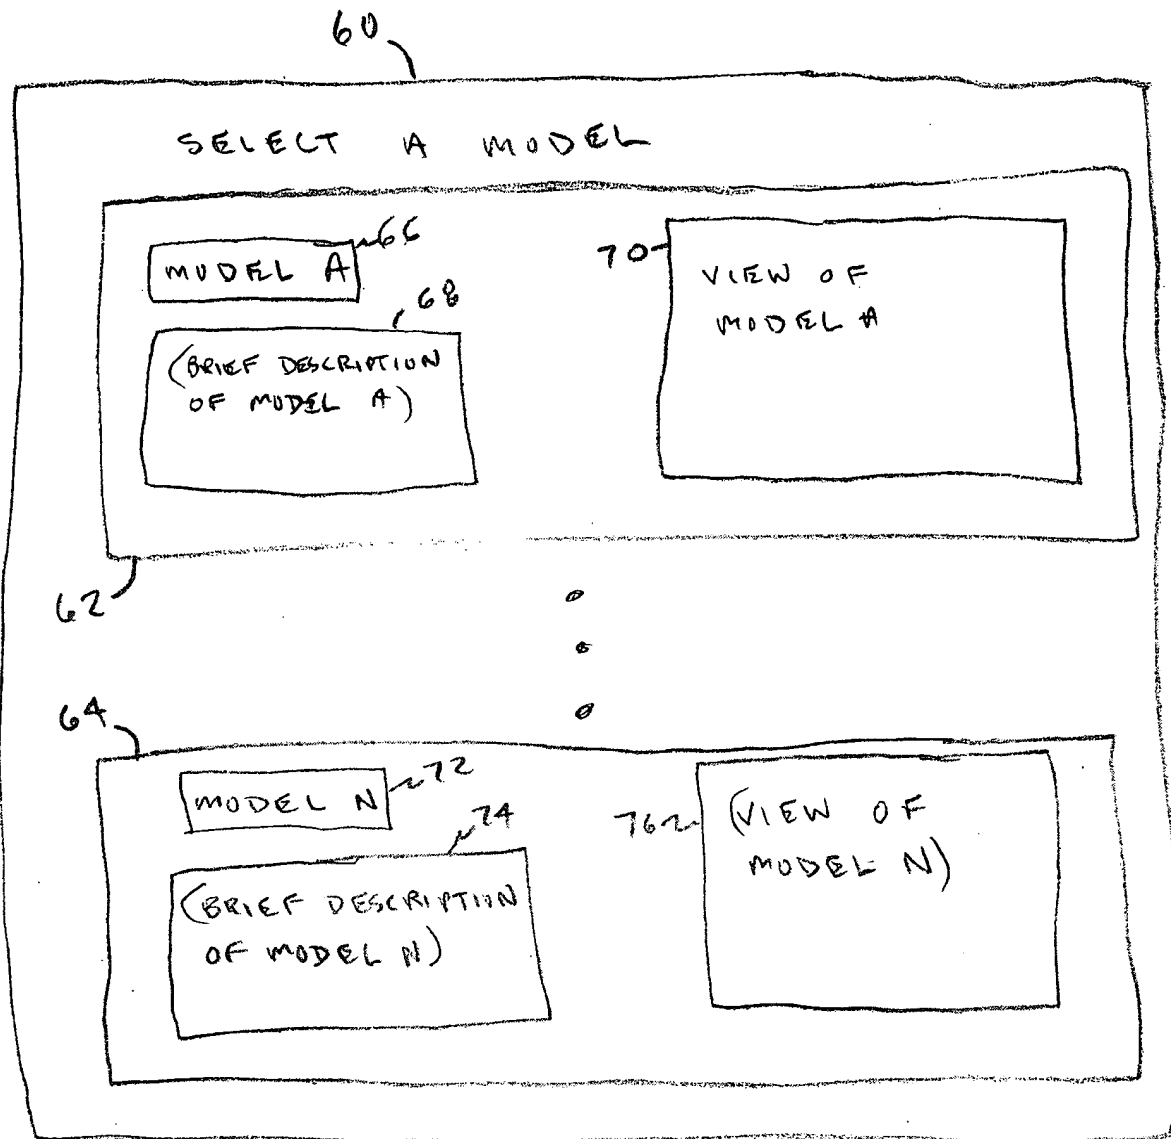 60
SELECT A MODEL
MODEL A
66
70
VIEW OF
MODEL A
68
(BRIEF DESCRIPTION
OF MODEL A)
62
64
MODEL N
72
76
(VIEW OF
MODEL N)
74
(BRIEF DESCRIPTION
OF MODEL N)